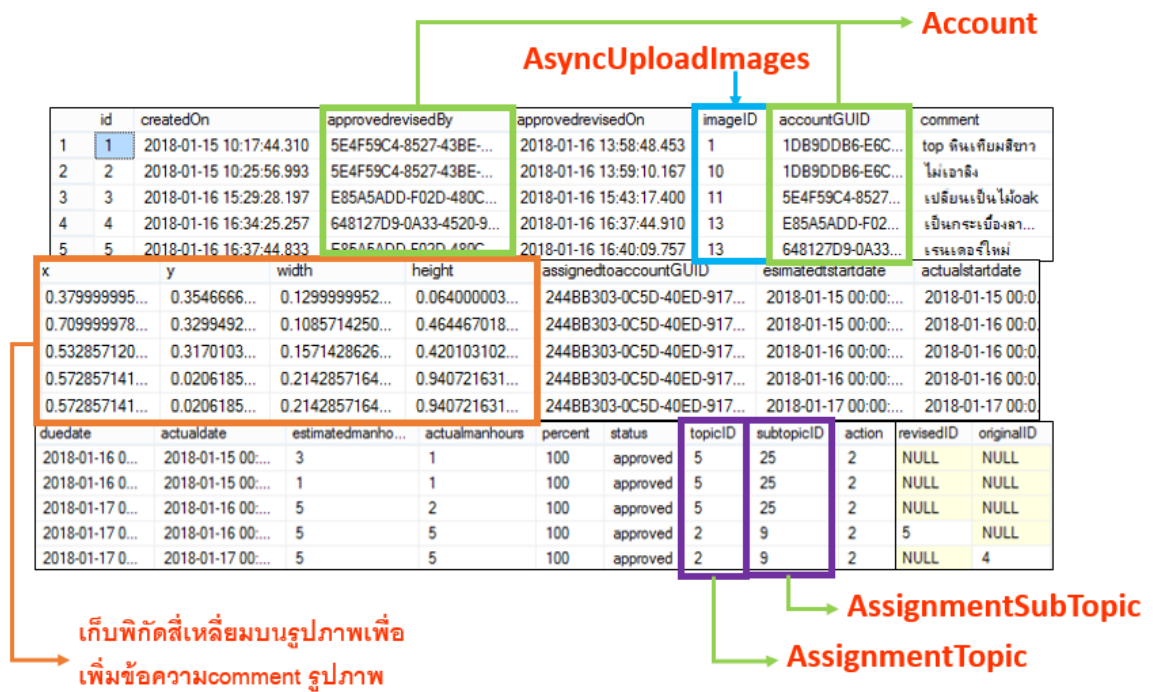 Account
AsyncUploadImages
id createdOn approvedrevisedBy approvedrevisedOn imageID accountGUID comment
1 1 2018-01-15 10:17:44.310 5E4F59C4-8527-43BE-... 2018-01-16 13:58:48.453 1 1DB9DDB6-E6C... top หินเทียมสีขาว
2 2 2018-01-15 10:25:56.993 5E4F59C4-8527-43BE-... 2018-01-16 13:59:10.167 10 1DB9DDB6-E6C... ไม่เอาลิง
3 3 2018-01-16 15:29:28.197 E85A5ADD-F02D-480C... 2018-01-16 15:43:17.400 11 5E4F59C4-8527... เปลี่ยนเป็นไม้oak
4 4 2018-01-16 16:34:25.257 648127D9-0A33-4520-9... 2018-01-16 16:37:44.910 13 E85A5ADD-F02... เป็นกระเบื้องลา...
5 5 2018-01-16 16:37:44.833 E85A5ADD-F02D-480C... 2018-01-16 16:40:09.757 13 648127D9-0A33... เรนเดอร์ใหม่
x y width height assignedtoaccountGUID esimatedtstartdate actualstartdate
0.379999995... 0.3546666... 0.1299999952... 0.064000003... 244BB303-0C5D-40ED-917... 2018-01-15 00:00:... 2018-01-15 00:0
0.709999978... 0.3299492... 0.1085714250... 0.464467018... 244BB303-0C5D-40ED-917... 2018-01-15 00:00:... 2018-01-16 00:0
0.532857120... 0.3170103... 0.1571428626... 0.420103102... 244BB303-0C5D-40ED-917... 2018-01-16 00:00:... 2018-01-16 00:0
0.572857141... 0.0206185... 0.2142857164... 0.940721631... 244BB303-0C5D-40ED-917... 2018-01-16 00:00:... 2018-01-16 00:0
0.572857141... 0.0206185... 0.2142857164... 0.940721631... 244BB303-0C5D-40ED-917... 2018-01-17 00:00:... 2018-01-17 00:0
duedate actualdate estimatedmanho... actualmanhours percent status topicID subtopicID action revisedID originalID
2018-01-16 0... 2018-01-15 00:... 3 1 100 approved 5 25 2 NULL NULL
2018-01-16 0... 2018-01-15 00:... 1 1 100 approved 5 25 2 NULL NULL
2018-01-17 0... 2018-01-16 00:... 5 2 100 approved 5 25 2 NULL NULL
2018-01-17 0... 2018-01-16 00:... 5 5 100 approved 2 9 2 5 NULL
2018-01-17 0... 2018-01-17 00:... 5 5 100 approved 2 9 2 NULL 4
AssignmentSubTopic
AssignmentTopic
เก็บพิกัดสี่เหลี่ยมบนรูปภาพเพื่อ
เพิ่มข้อความcomment รูปภาพ